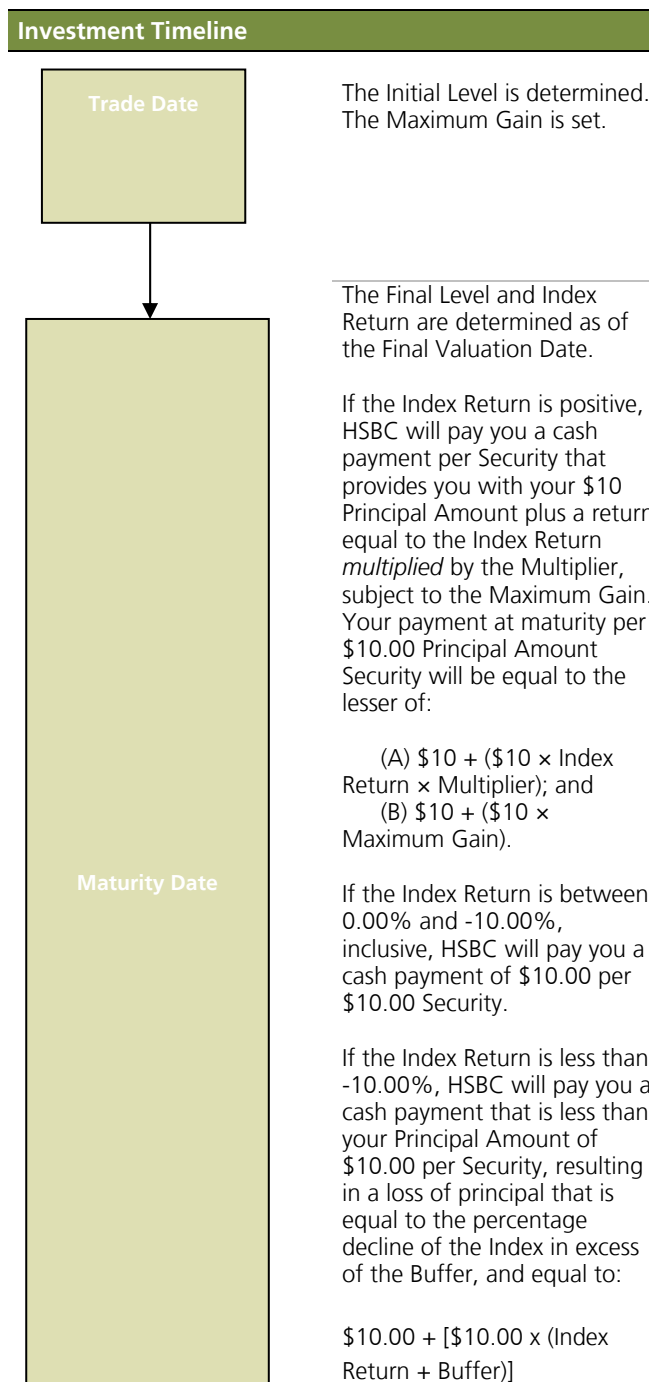 Investment Timeline
Trade Date
The Initial Level is determined.
The Maximum Gain is set.
The Final Level and Index
Return are determined as of
the Final Valuation Date.
If the Index Return is positive,
HSBC will pay you a cash
payment per Security that
provides you with your $10
Principal Amount plus a return
equal to the Index Return
multiplied by the Multiplier,
subject to the Maximum Gain.
Your payment at maturity per
$10.00 Principal Amount
Security will be equal to the
lesser of:
(A) $10 + ($10 × Index
Return × Multiplier); and
(B) $10 + ($10 ×
Maximum Gain).
Maturity Date
If the Index Return is between
0.00% and -10.00%,
inclusive, HSBC will pay you a
cash payment of $10.00 per
$10.00 Security.
If the Index Return is less than
-10.00%, HSBC will pay you a
cash payment that is less than
your Principal Amount of
$10.00 per Security, resulting
in a loss of principal that is
equal to the percentage
decline of the Index in excess
of the Buffer, and equal to:
$10.00 + [$10.00 x (Index
Return + Buffer)]